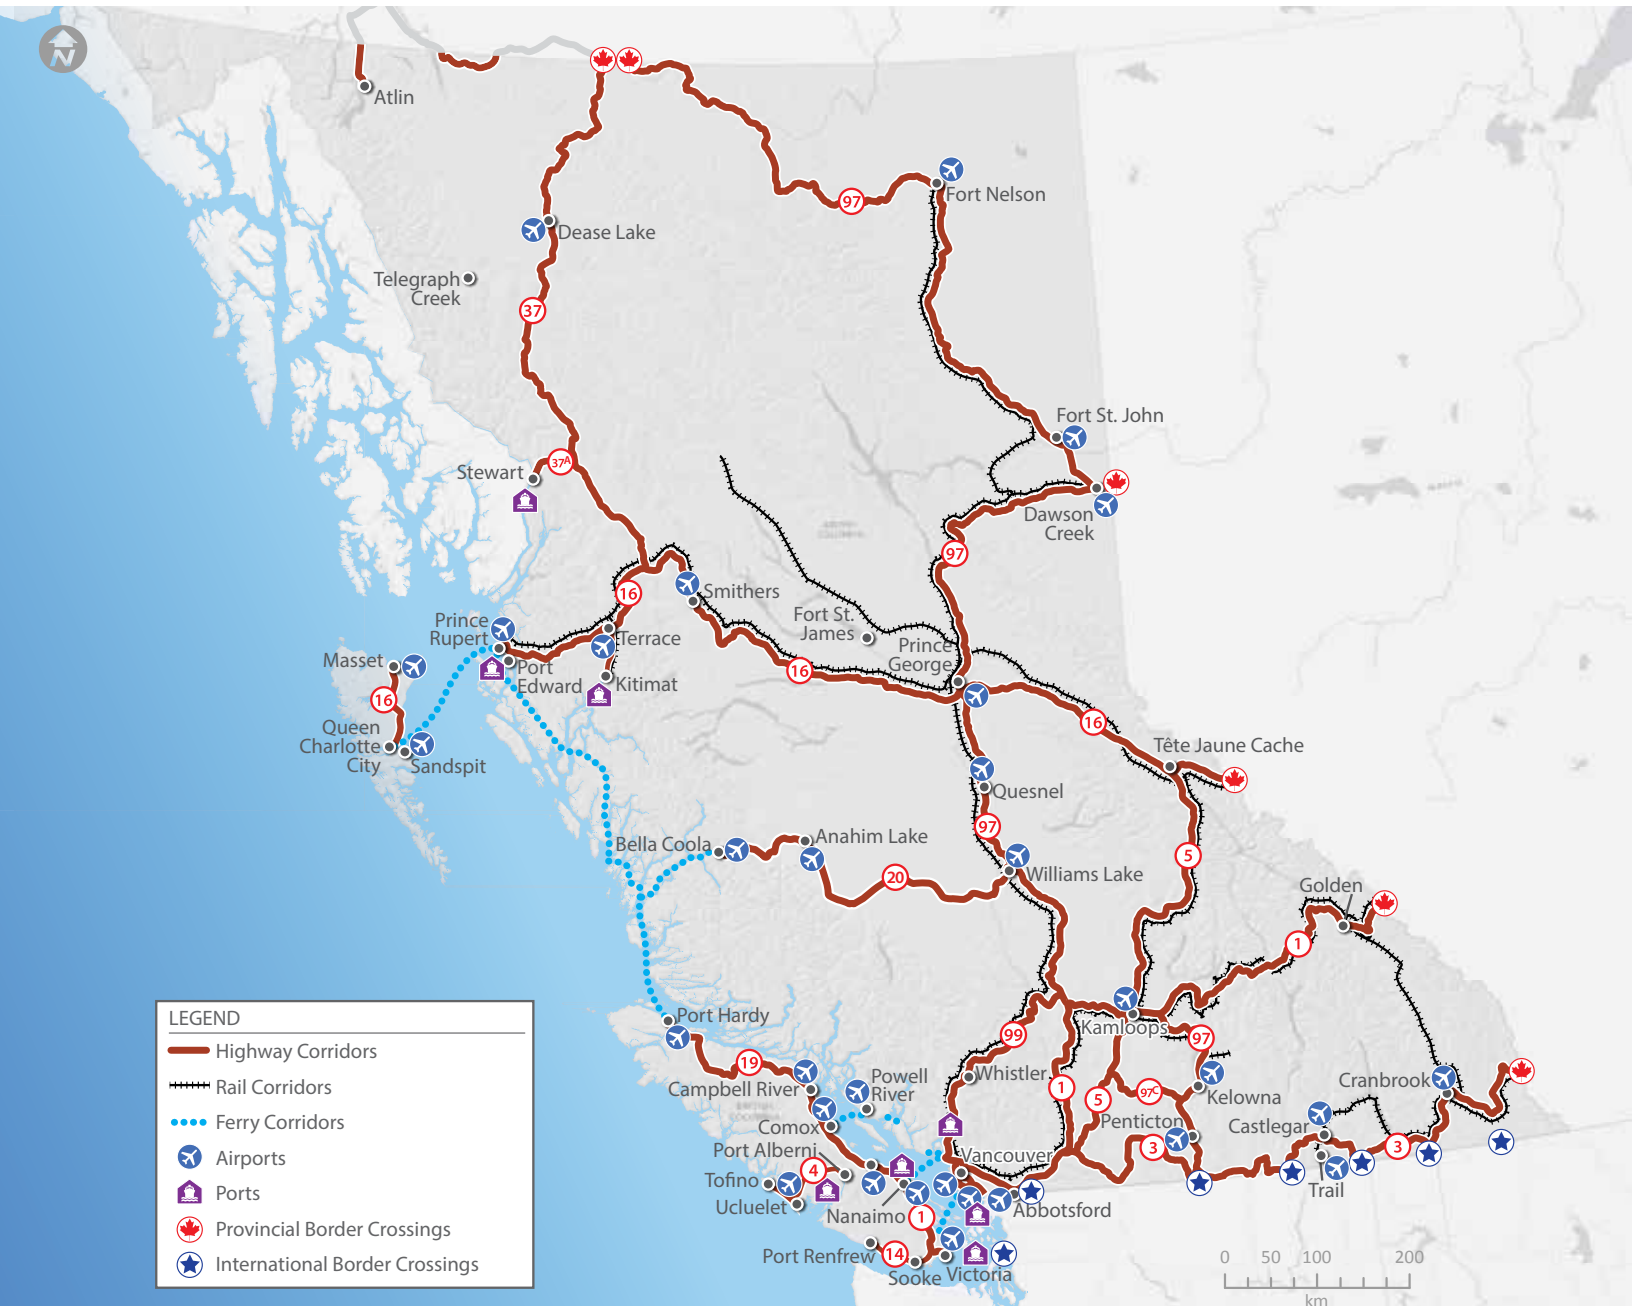 N
Atlin
97
Fort Nelson
Dease Lake
Telegraph
Creek
37
Fort St. John
37A
Stewart
Dawson
Creek
97
16
Smithers
Fort St.
James
Prince
Rupert
Terrace
Prince
George
Masset
Port
Edward
Kitimat
16
16
16
Queen
Charlotte
City
Sandspit
Tête Jaune Cache
Quesnel
97
Bella Coola
Anahim Lake
5
20
Williams Lake
Golden
1
Port Hardy
Kamloops
99
97
19
Campbell River
Powell
River
Whistler
1
5
97C
Kelowna
Cranbrook
Comox
Penticton
Castlegar
Port Alberni
Vancouver
3
3
Tofino
4
Ucluelet
Trail
Nanaimo
1
Abbotsford
Port Renfrew
14
Sooke
Victoria
LEGEND
Highway Corridors
Rail Corridors
Ferry Corridors
Airports
Ports
Provincial Border Crossings
International Border Crossings
0 50 100 200
km